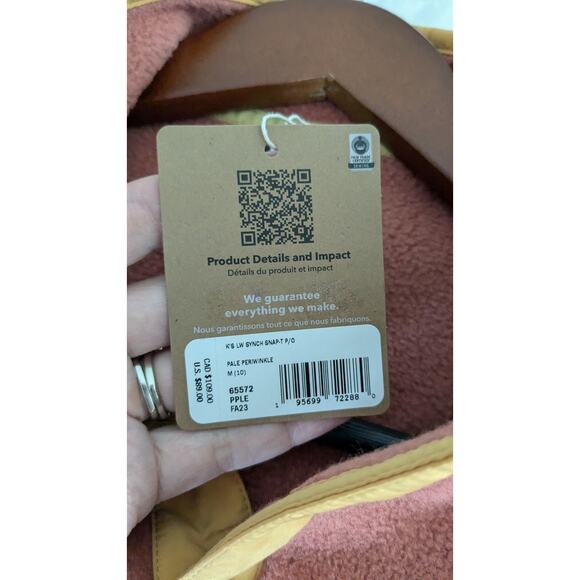 FAIR TRADE
CERTIFIED
SEWING
Product Details and Impact
Détails du produit et impact
We guarantee
everything we make.
Nous garantissons tout ce que nous fabriquons.
K'S LW SYNCH SNAP-T P/O
PALE PERIWINKLE
M (10)
65572
PPLE
FA23
CAD $109.00
U.S. $89.00
1 95699 72288 0